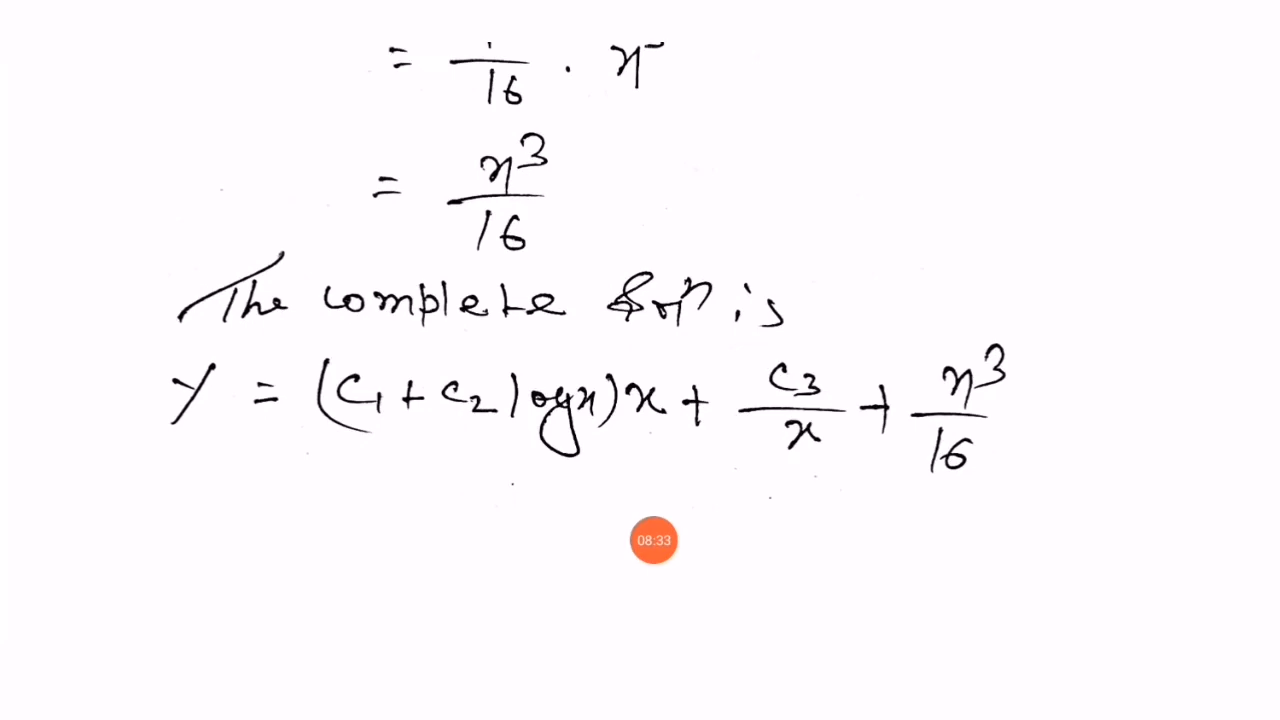 = 1/16 . x
= x³/16
The complete Solⁿ is
y = (C₁ + C₂ log x) x + C₃/x + x³/16
08:33